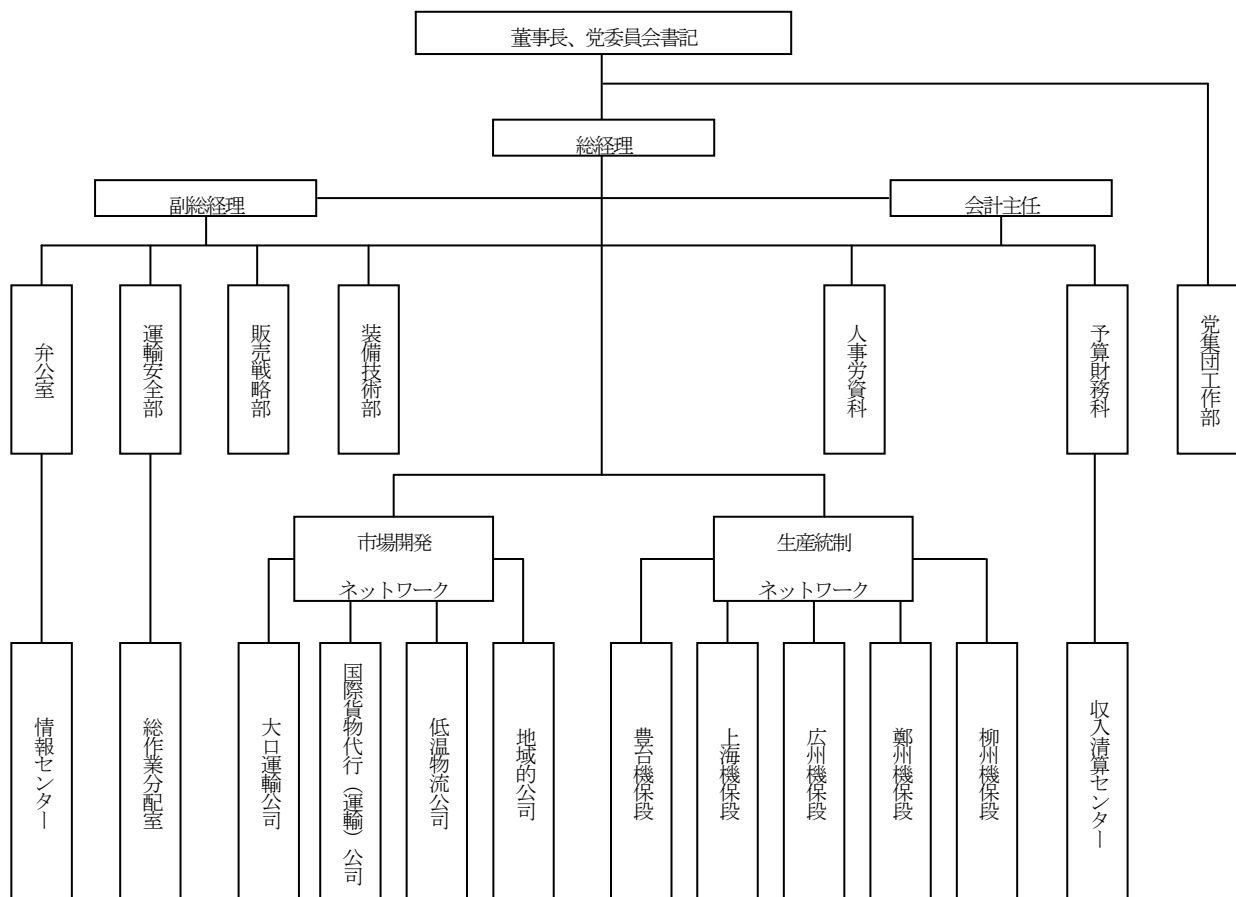 董事長、党委員会書記
総経理
副総経理
会計主任
弁公室
運輸安全部
販売戦略部
装備技術部
人事労資科
予算財務科
党集団工作部
市場開発
ネットワーク
生産統制
ネットワーク
情報センター
総作業分配室
大口運輸公司
国際貨物代行（運輸）公司
低温物流公司
地域的公司
豊台機保段
上海機保段
広州機保段
鄭州機保段
柳州機保段
収入清算センター